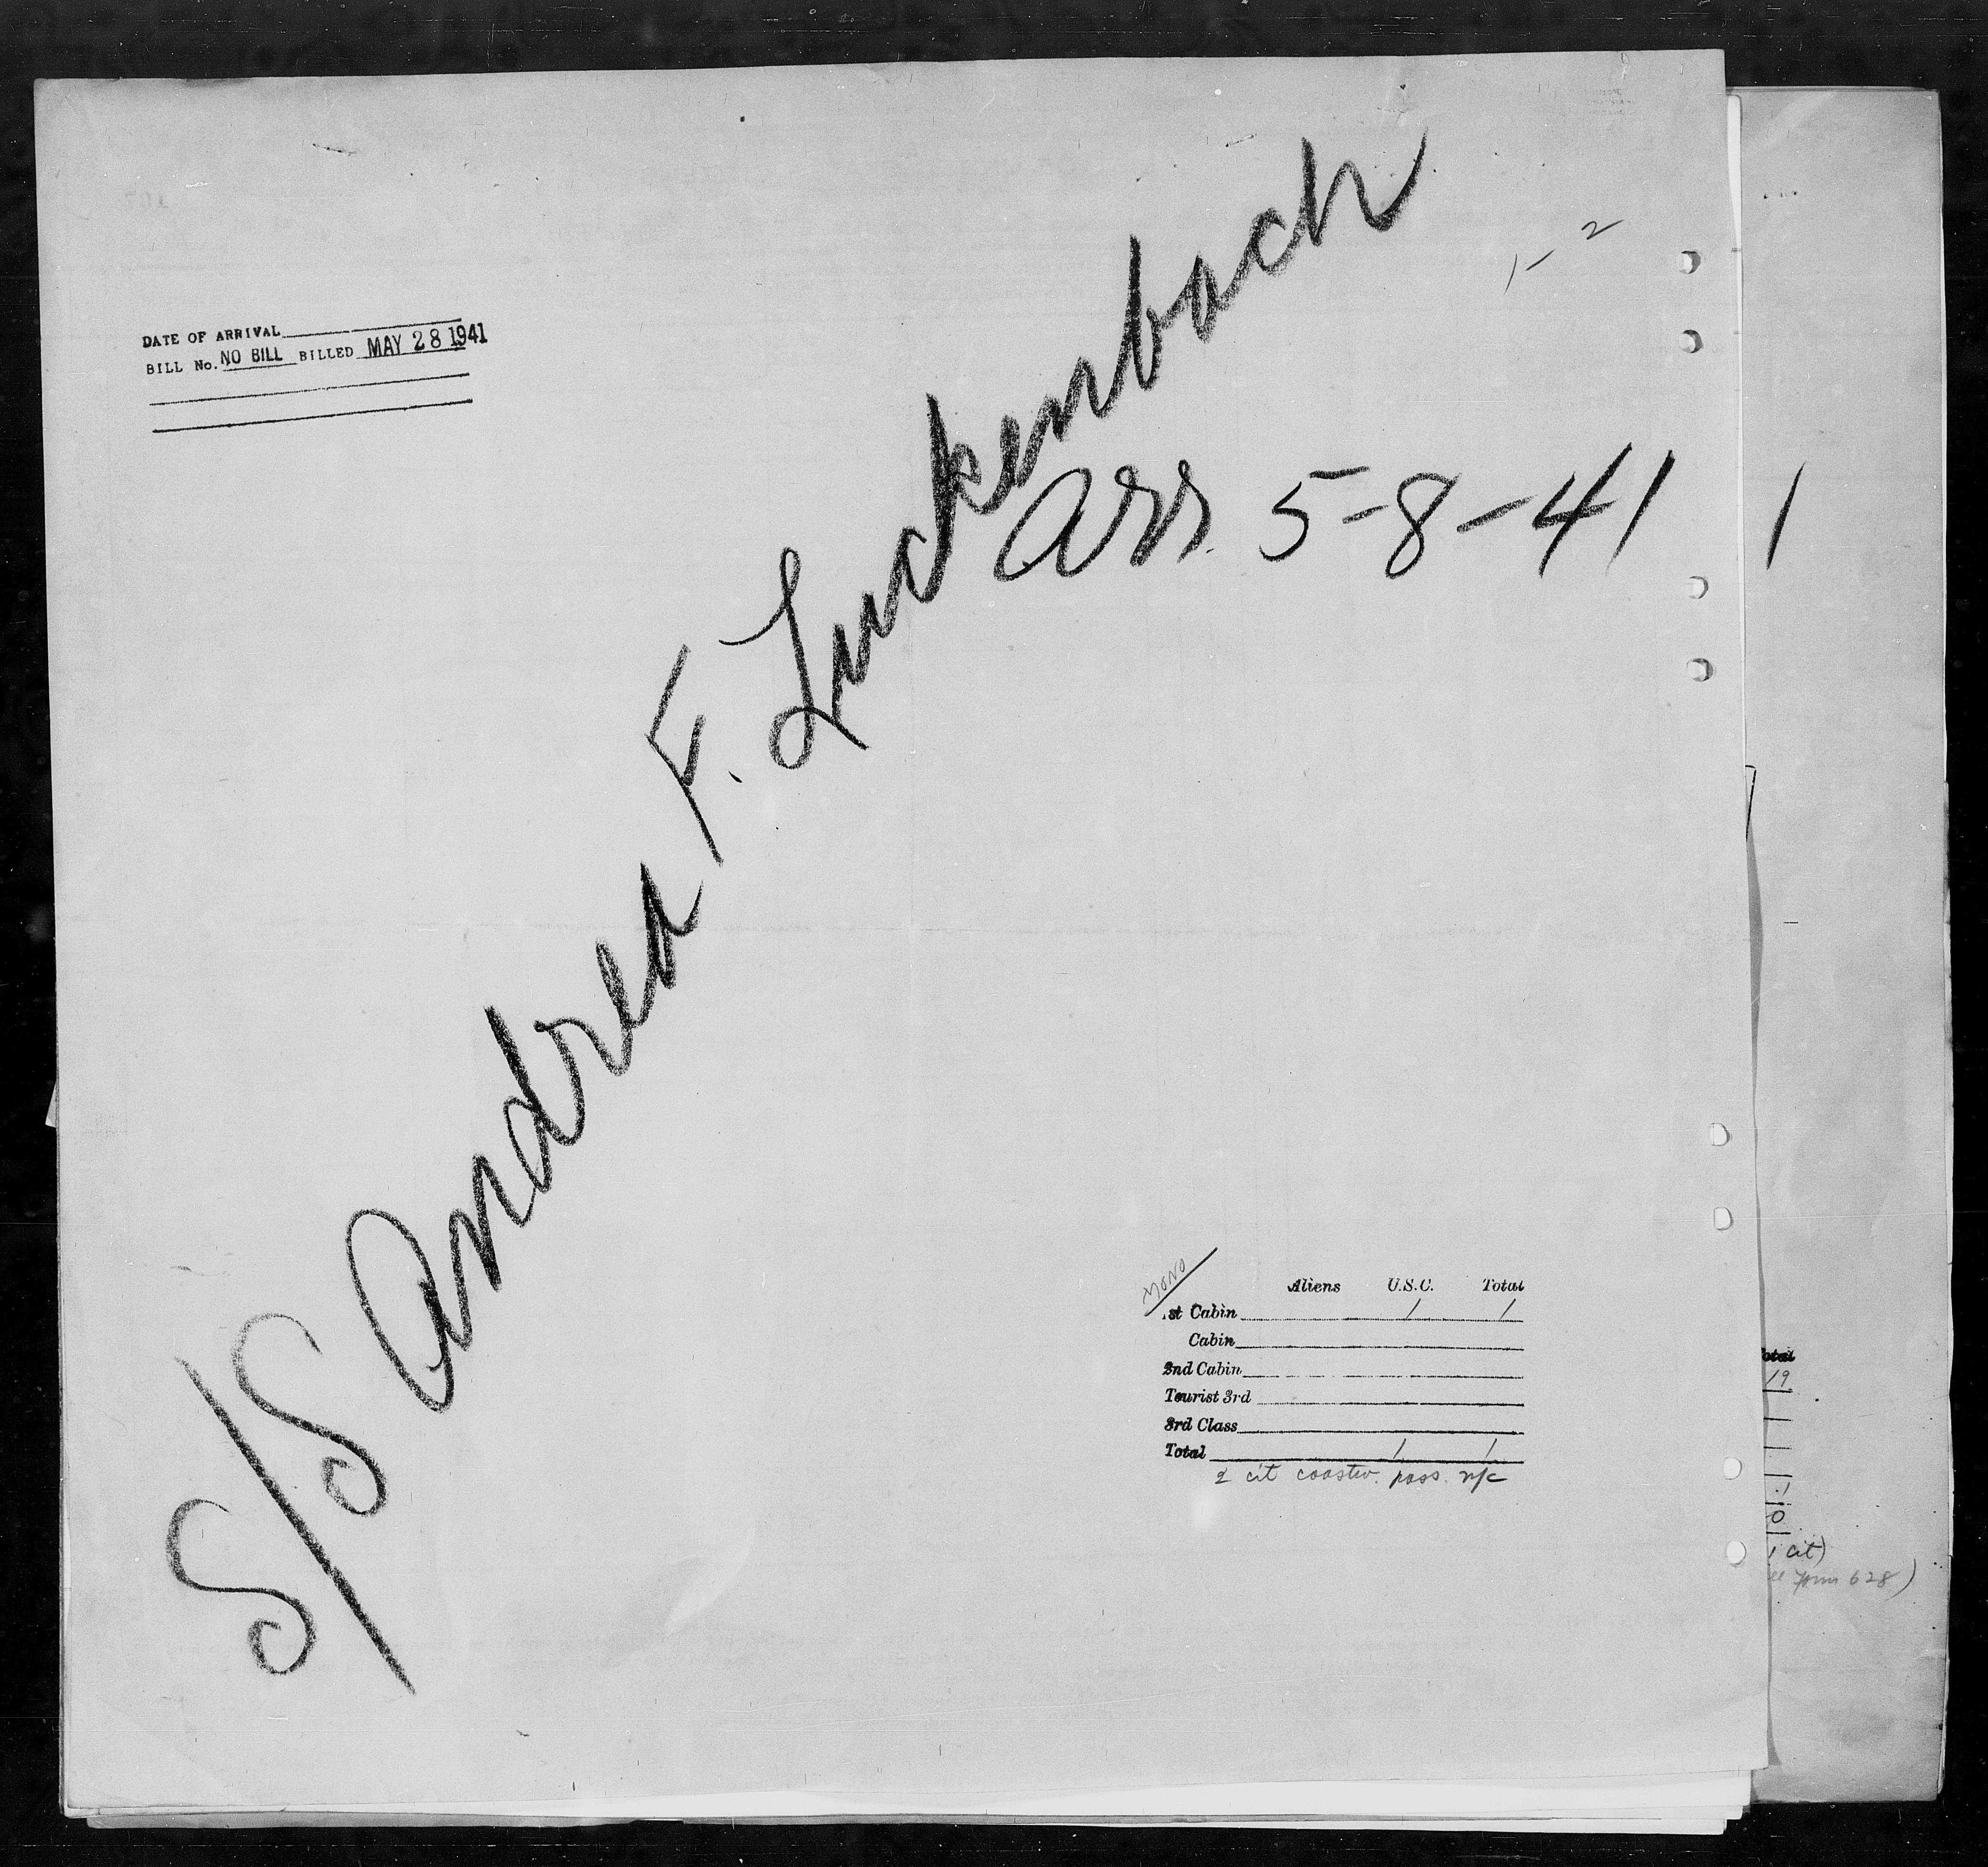 1-2
DATE OF ARRIVAL
BILL No. NO BILL BILLED MAY 28 1941
S/S Andrea F. Luckenbach
arr. 5-8-41
1
Aliens U.S.C. Total
1st Cabin 1 1
Cabin
2nd Cabin
Tourist 3rd
3rd Class
Total 1 1
2 cit coastw. pass. n/c
otal
19
0
1 cit)
Form 628)